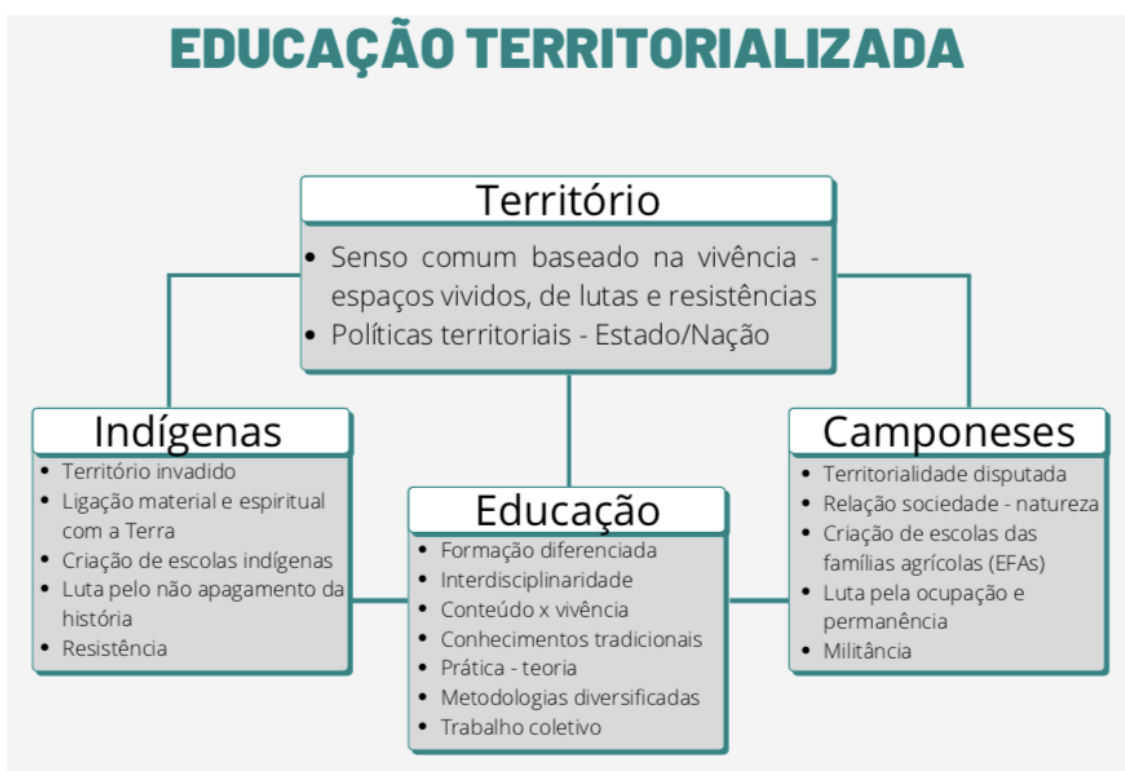 EDUCAÇÃO TERRITORIALIZADA
Território
• Senso comum baseado na vivência -
espaços vividos, de lutas e resistências
• Políticas territoriais - Estado/Nação
Indígenas
• Território invadido
• Ligação material e espiritual
com a Terra
• Criação de escolas indígenas
• Luta pelo não apagamento da
história
• Resistência
Educação
• Formação diferenciada
• Interdisciplinaridade
• Conteúdo x vivência
• Conhecimentos tradicionais
• Prática - teoria
• Metodologias diversificadas
• Trabalho coletivo
Camponeses
• Territorialidade disputada
• Relação sociedade - natureza
• Criação de escolas das
famílias agrícolas (EFAs)
• Luta pela ocupação e
permanência
• Militância